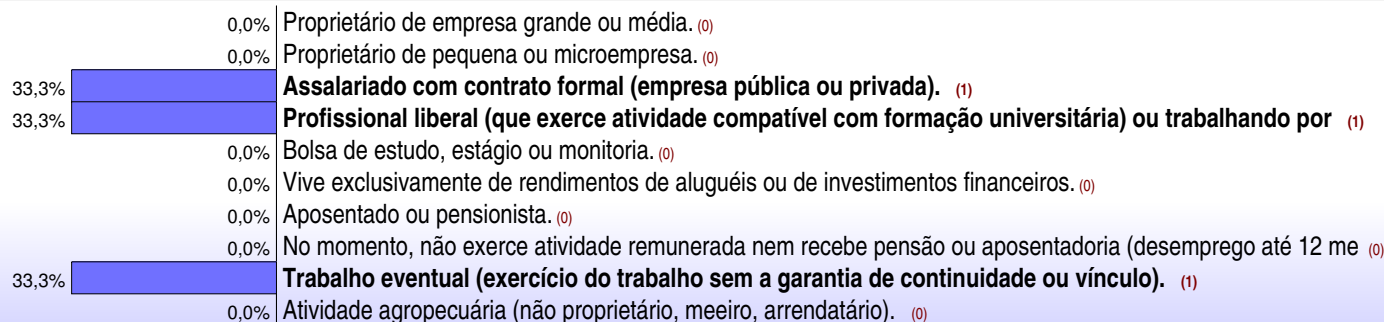 0,0% Proprietário de empresa grande ou média. (0)
0,0% Proprietário de pequena ou microempresa. (0)
33,3% Assalariado com contrato formal (empresa pública ou privada). (1)
33,3% Profissional liberal (que exerce atividade compatível com formação universitária) ou trabalhando por (1)
0,0% Bolsa de estudo, estágio ou monitoria. (0)
0,0% Vive exclusivamente de rendimentos de aluguéis ou de investimentos financeiros. (0)
0,0% Aposentado ou pensionista. (0)
0,0% No momento, não exerce atividade remunerada nem recebe pensão ou aposentadoria (desemprego até 12 me (0)
33,3% Trabalho eventual (exercício do trabalho sem a garantia de continuidade ou vínculo). (1)
0,0% Atividade agropecuária (não proprietário, meeiro, arrendatário). (0)